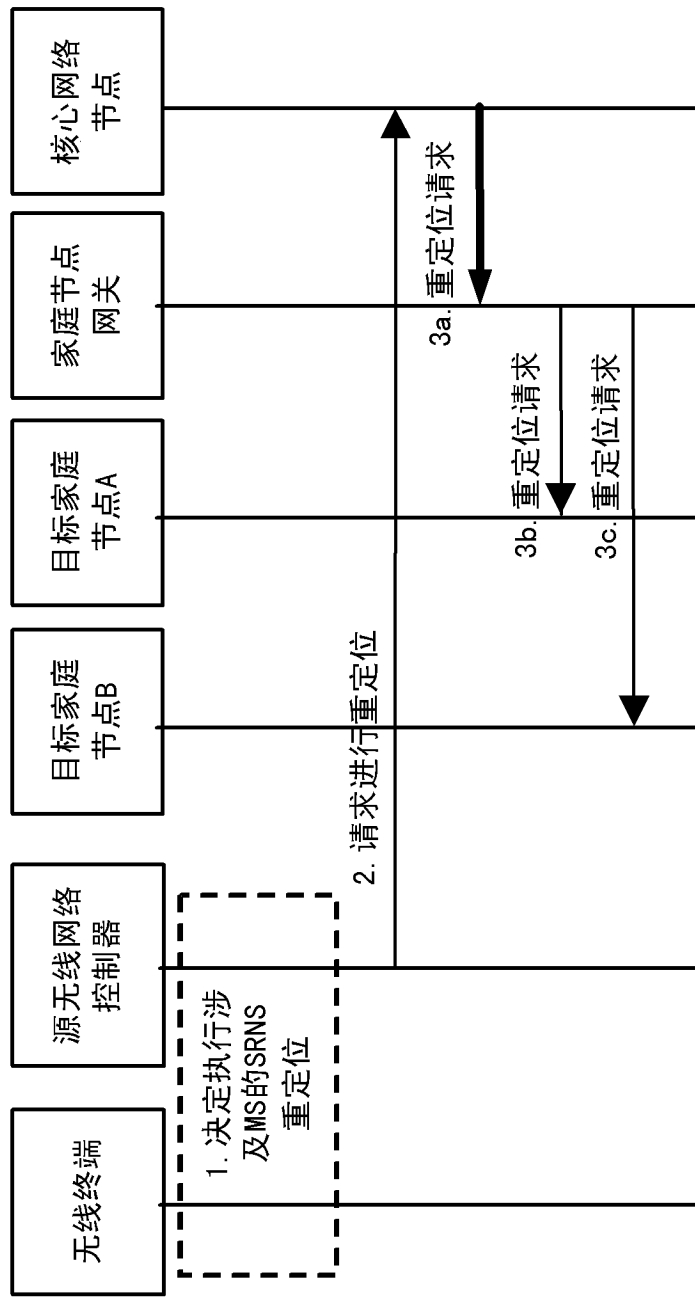 无线终端
源无线网络
控制器
目标家庭
节点B
目标家庭
节点A
家庭节点
网关
核心网络
节点
1. 决定执行涉
及MS的SRNS
重定位
2. 请求进行重定位
3a. 重定位请求
3b. 重定位请求
3c. 重定位请求